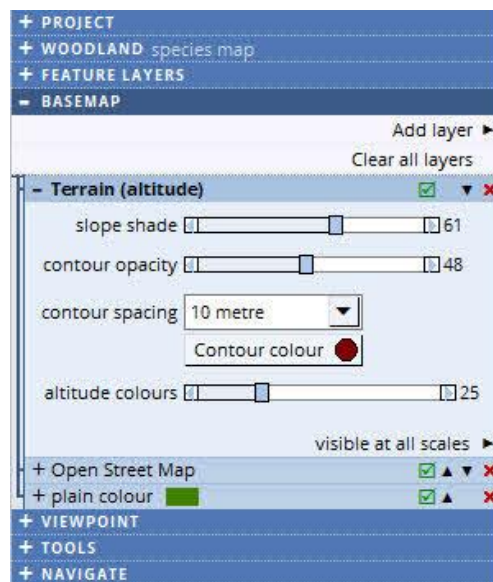 + PROJECT
+ WOODLAND species map
+ FEATURE LAYERS
- BASEMAP
Add layer ►
Clear all layers
- Terrain (altitude)
slope shade 61
contour opacity 48
contour spacing 10 metre
Contour colour
altitude colours 25
visible at all scales ►
+ Open Street Map
+ plain colour
+ VIEWPOINT
+ TOOLS
+ NAVIGATE